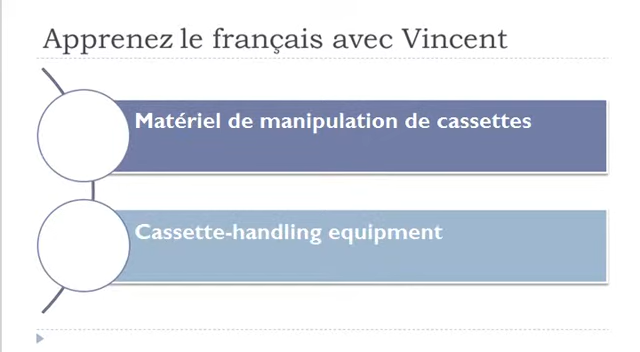 Apprenez le français avec Vincent
Matériel de manipulation de cassettes
Cassette-handling equipment